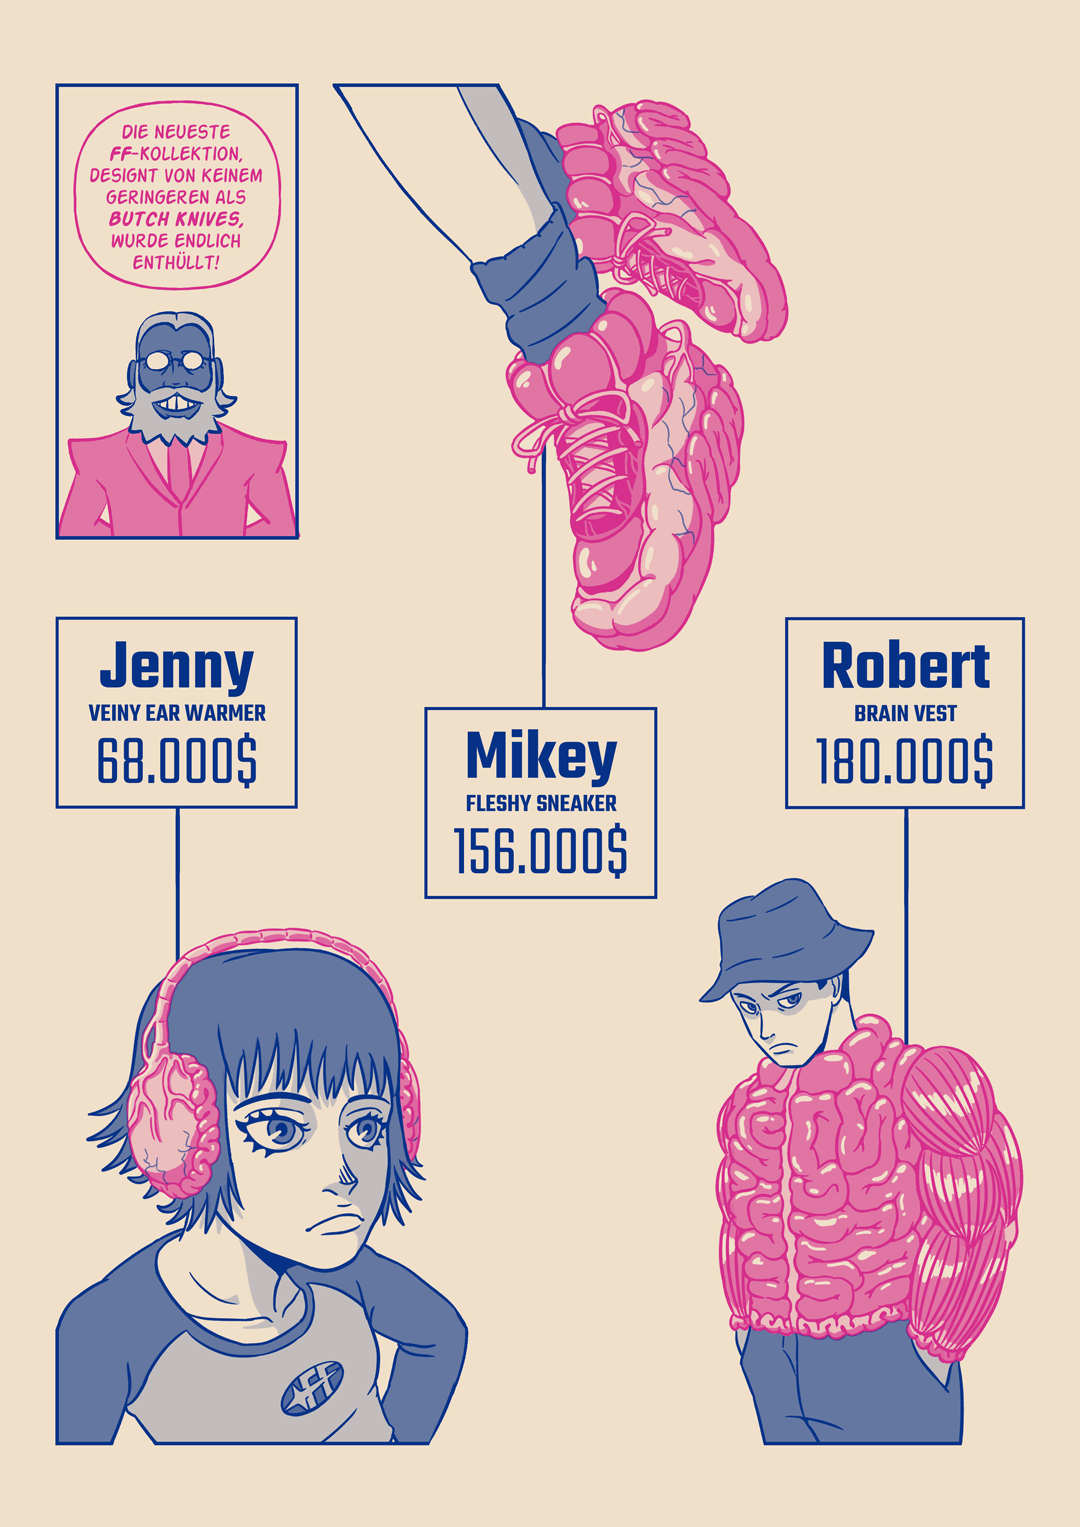 DIE NEUESTE
FF-KOLLEKTION,
DESIGNT VON KEINEM
GERINGEREN ALS
BUTCH KNIVES,
WURDE ENDLICH
ENTHÜLLT!
Jenny
VEINY EAR WARMER
68.000$
Mikey
FLESHY SNEAKER
156.000$
Robert
BRAIN VEST
180.000$
FF